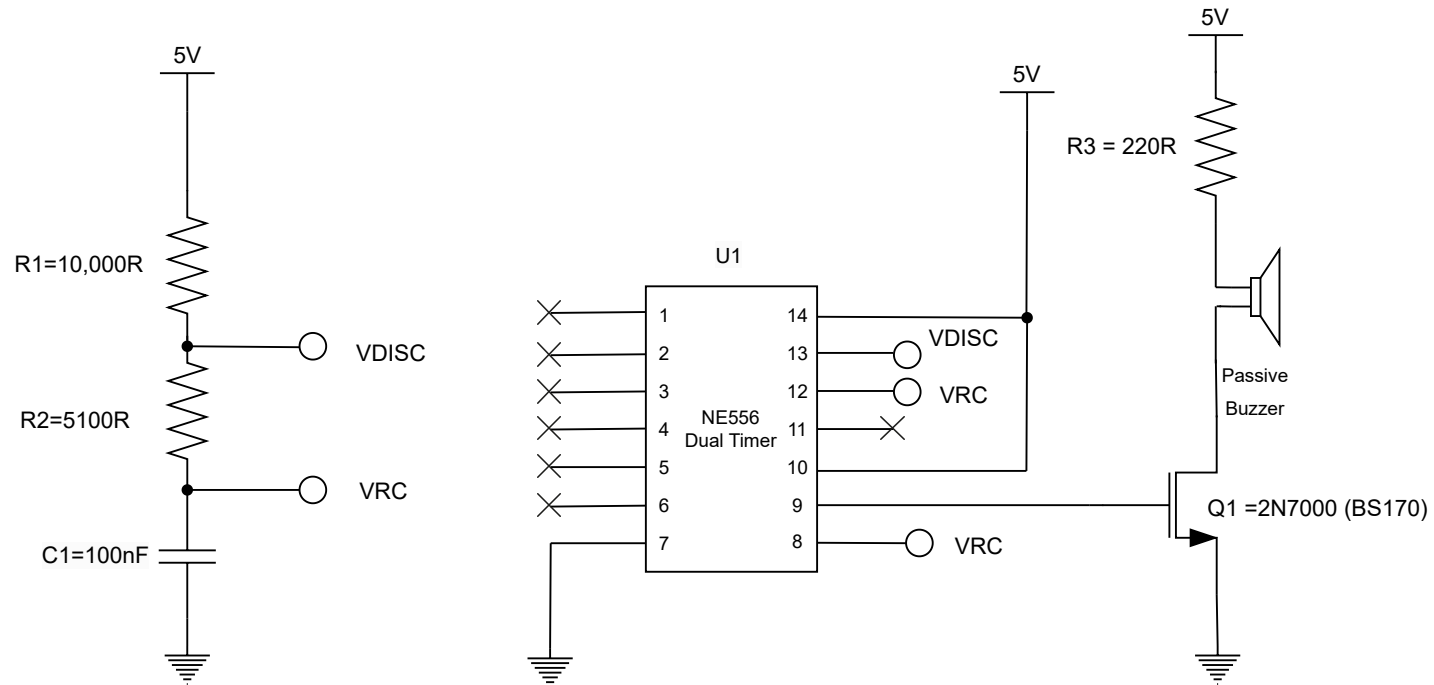 5V
R1=10,000R
VDISC
R2=5100R
VRC
C1=100nF
U1
1
2
3
4
5
6
7
NE556
Dual Timer
14
13
12
11
10
9
8
VDISC
VRC
VRC
5V
5V
R3 = 220R
Passive
Buzzer
Q1 =2N7000 (BS170)